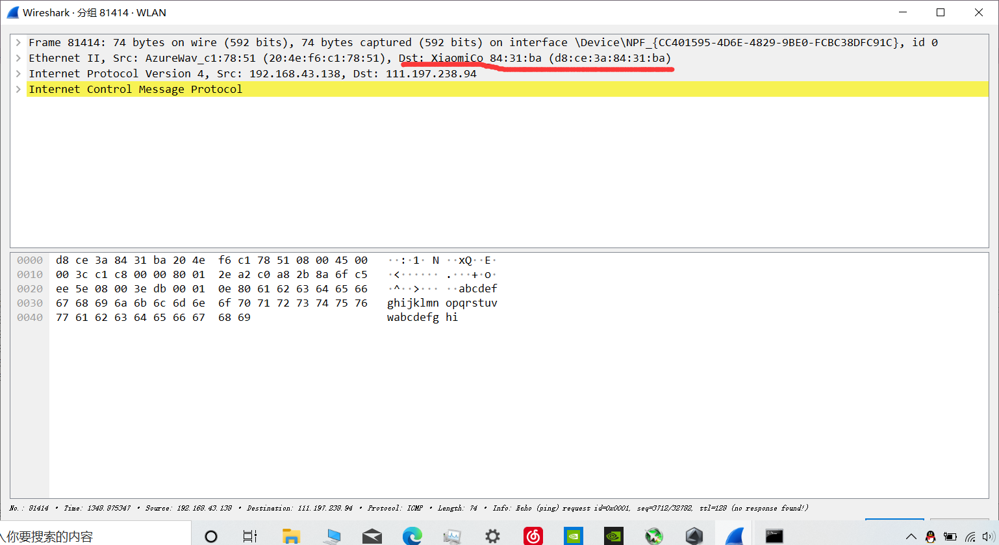 Wireshark · 分组 81414 · WLAN
Frame 81414: 74 bytes on wire (592 bits), 74 bytes captured (592 bits) on interface \Device\NPF_{CC401595-4D6E-4829-9BE0-FCBC38DFC91C}, id 0
Ethernet II, Src: AzureWav_c1:78:51 (20:4e:f6:c1:78:51), Dst: XiaomiCo 84:31:ba (d8:ce:3a:84:31:ba)
Internet Protocol Version 4, Src: 192.168.43.138, Dst: 111.197.238.94
Internet Control Message Protocol
0000 d8 ce 3a 84 31 ba 20 4e f6 c1 78 51 08 00 45 00 ··:·1· N ··xQ··E·
0010 00 3c c1 c8 00 00 80 01 2e a2 c0 a8 2b 8a 6f c5 ·<······ .···+·o·
0020 ee 5e 08 00 3e db 00 01 0e 80 61 62 63 64 65 66 ·^··>··· ··abcdef
0030 67 68 69 6a 6b 6c 6d 6e 6f 70 71 72 73 74 75 76 ghijklmn opqrstuv
0040 77 61 62 63 64 65 66 67 68 69 wabcdefg hi
No.: 81414 · Time: 1348.875347 · Source: 192.168.43.138 · Destination: 111.197.238.94 · Protocol: ICMP · Length: 74 · Info: Echo (ping) request id=0x0001, seq=3712/32782, ttl=128 (no response found!)
入你要搜索的内容